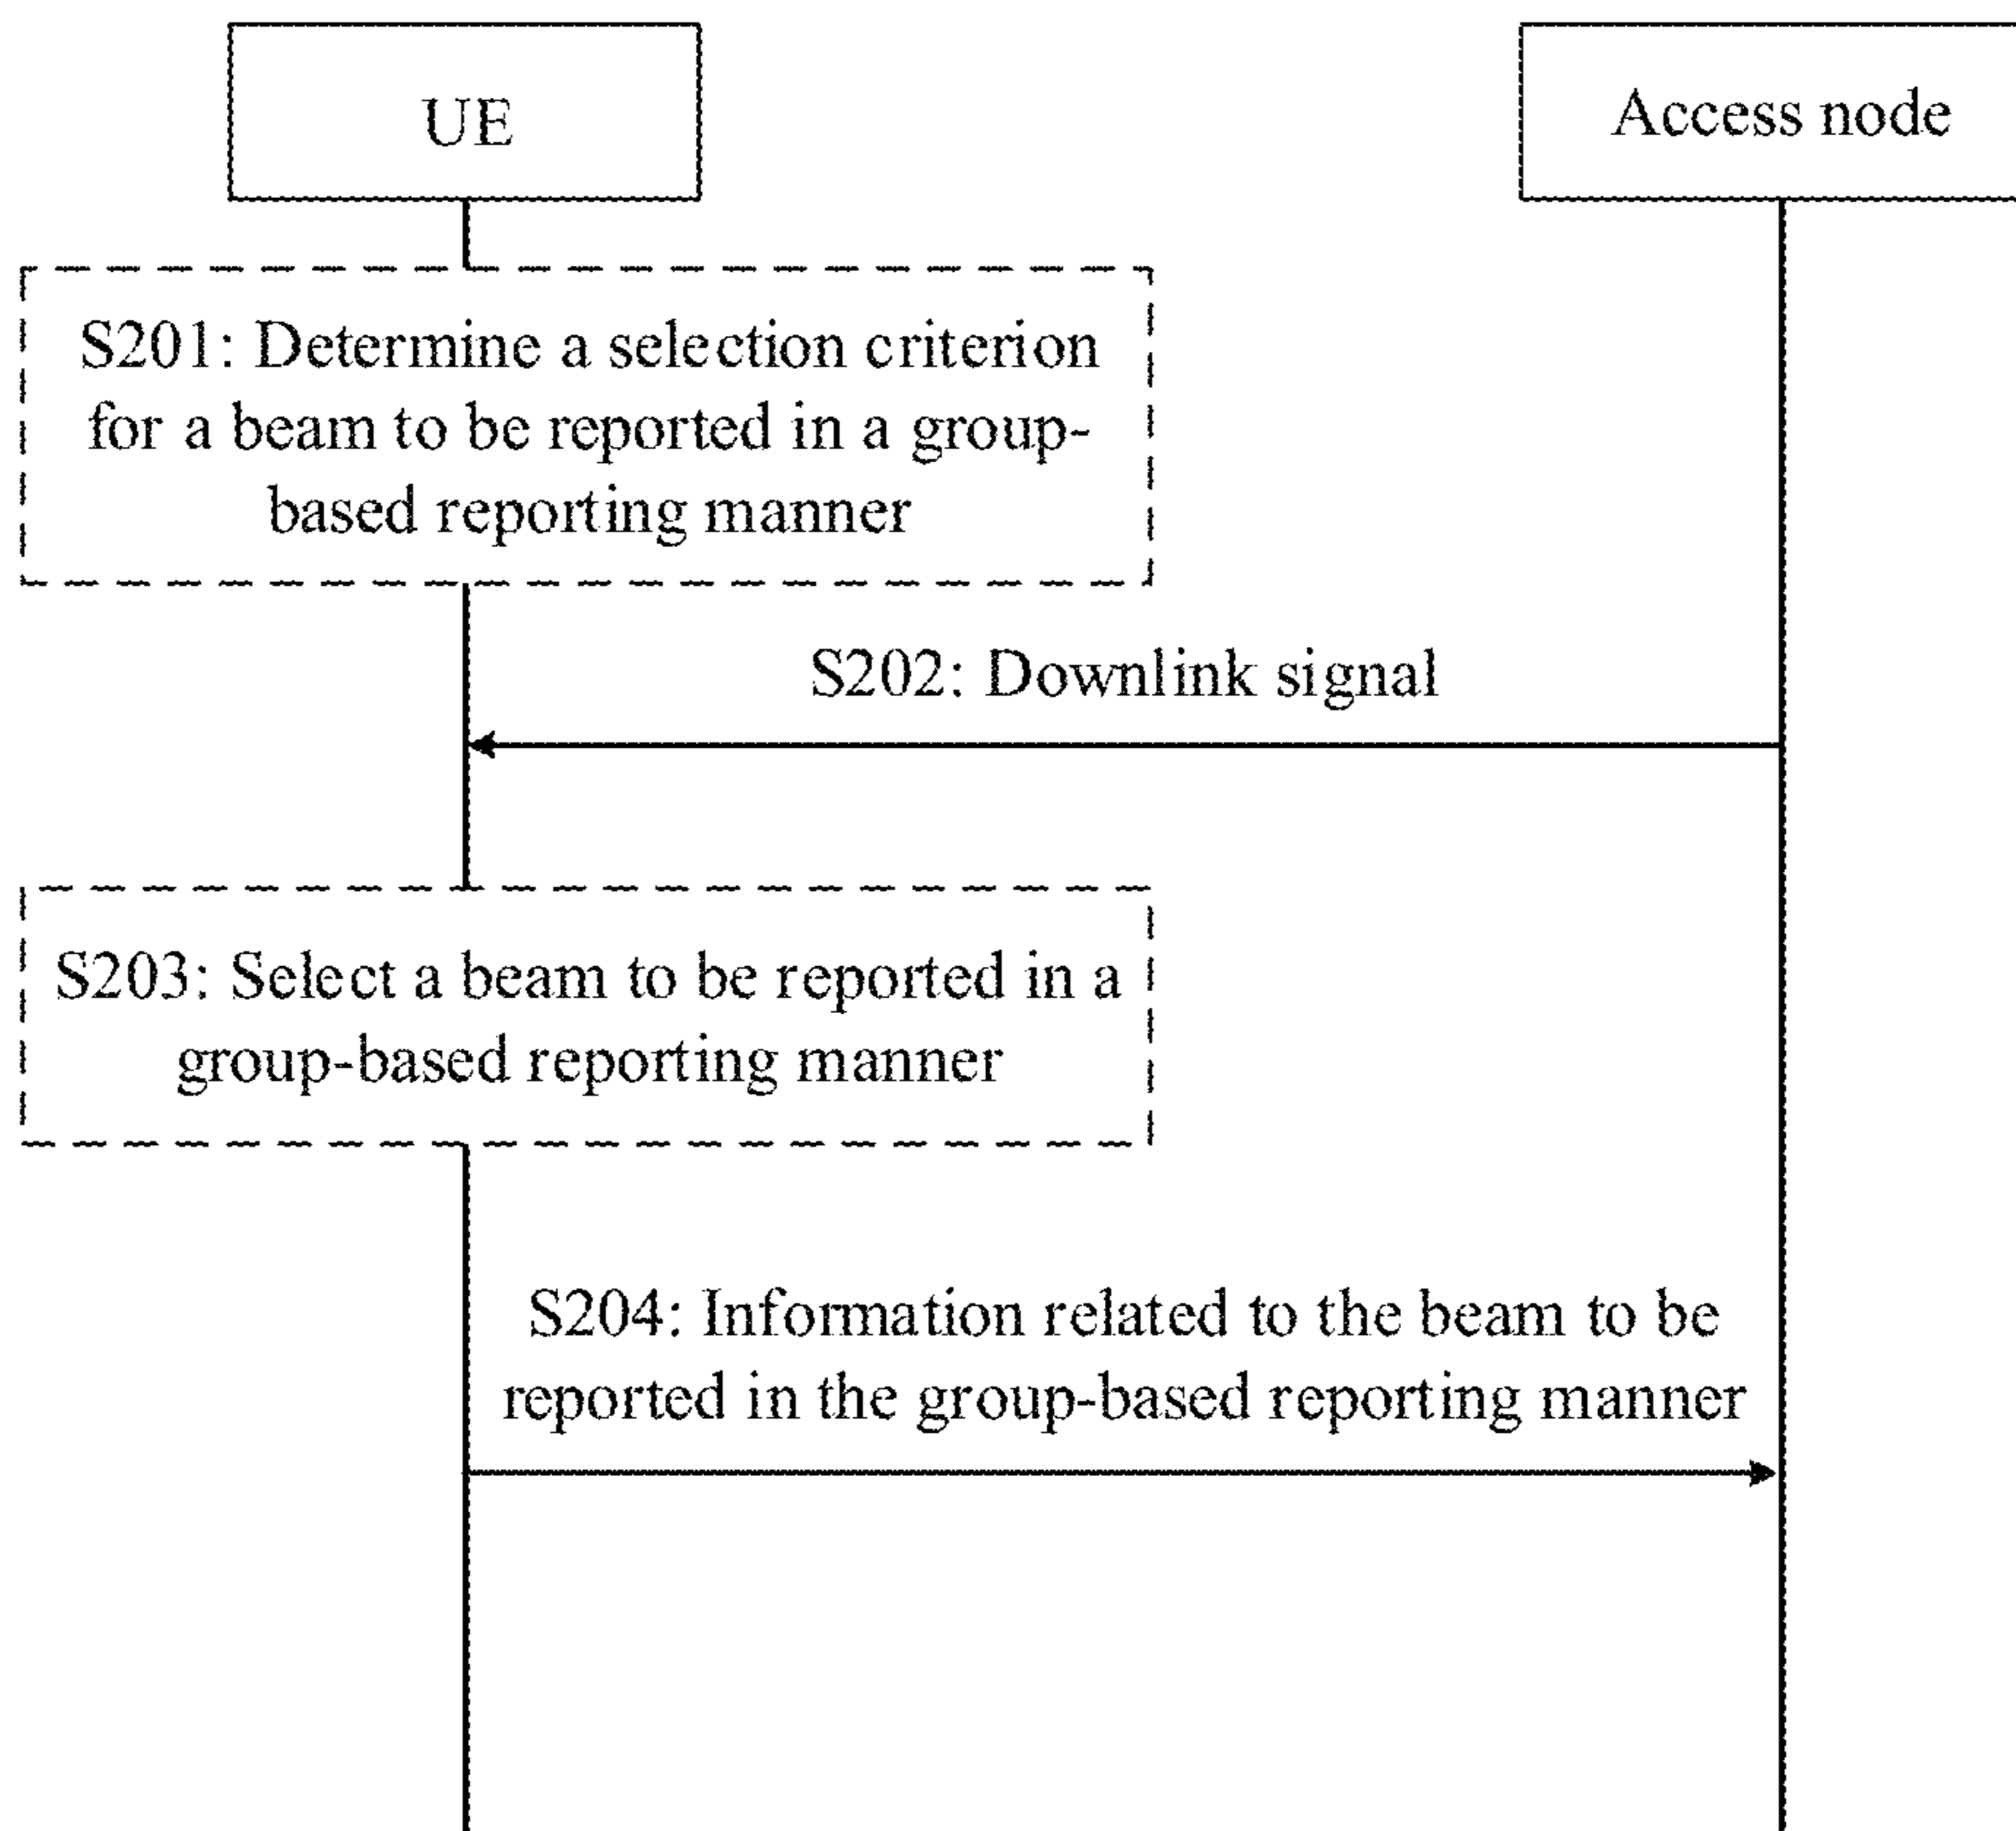 UE
Access node
S201: Determine a selection criterion
for a beam to be reported in a group-
based reporting manner
S202: Downlink signal
S203: Select a beam to be reported in a
group-based reporting manner
S204: Information related to the beam to be
reported in the group-based reporting manner